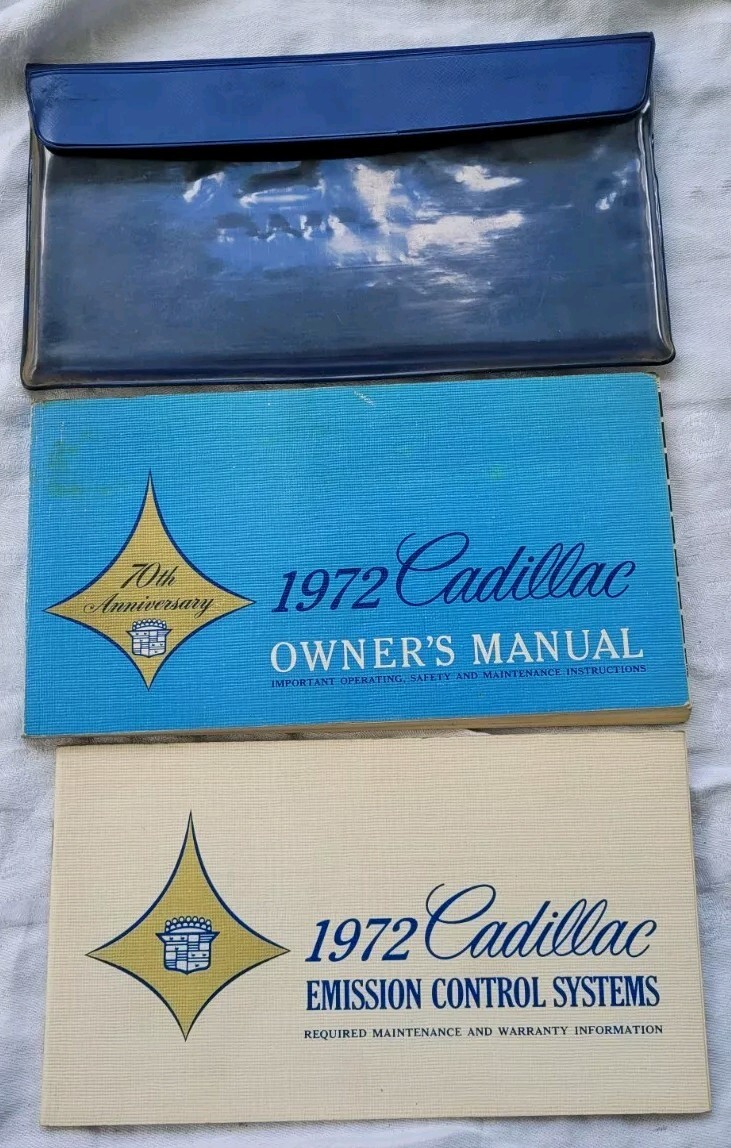 70th
Anniversary
1972 Cadillac
OWNER'S MANUAL
IMPORTANT OPERATING, SAFETY AND MAINTENANCE INSTRUCTIONS
1972 Cadillac
EMISSION CONTROL SYSTEMS
REQUIRED MAINTENANCE AND WARRANTY INFORMATION